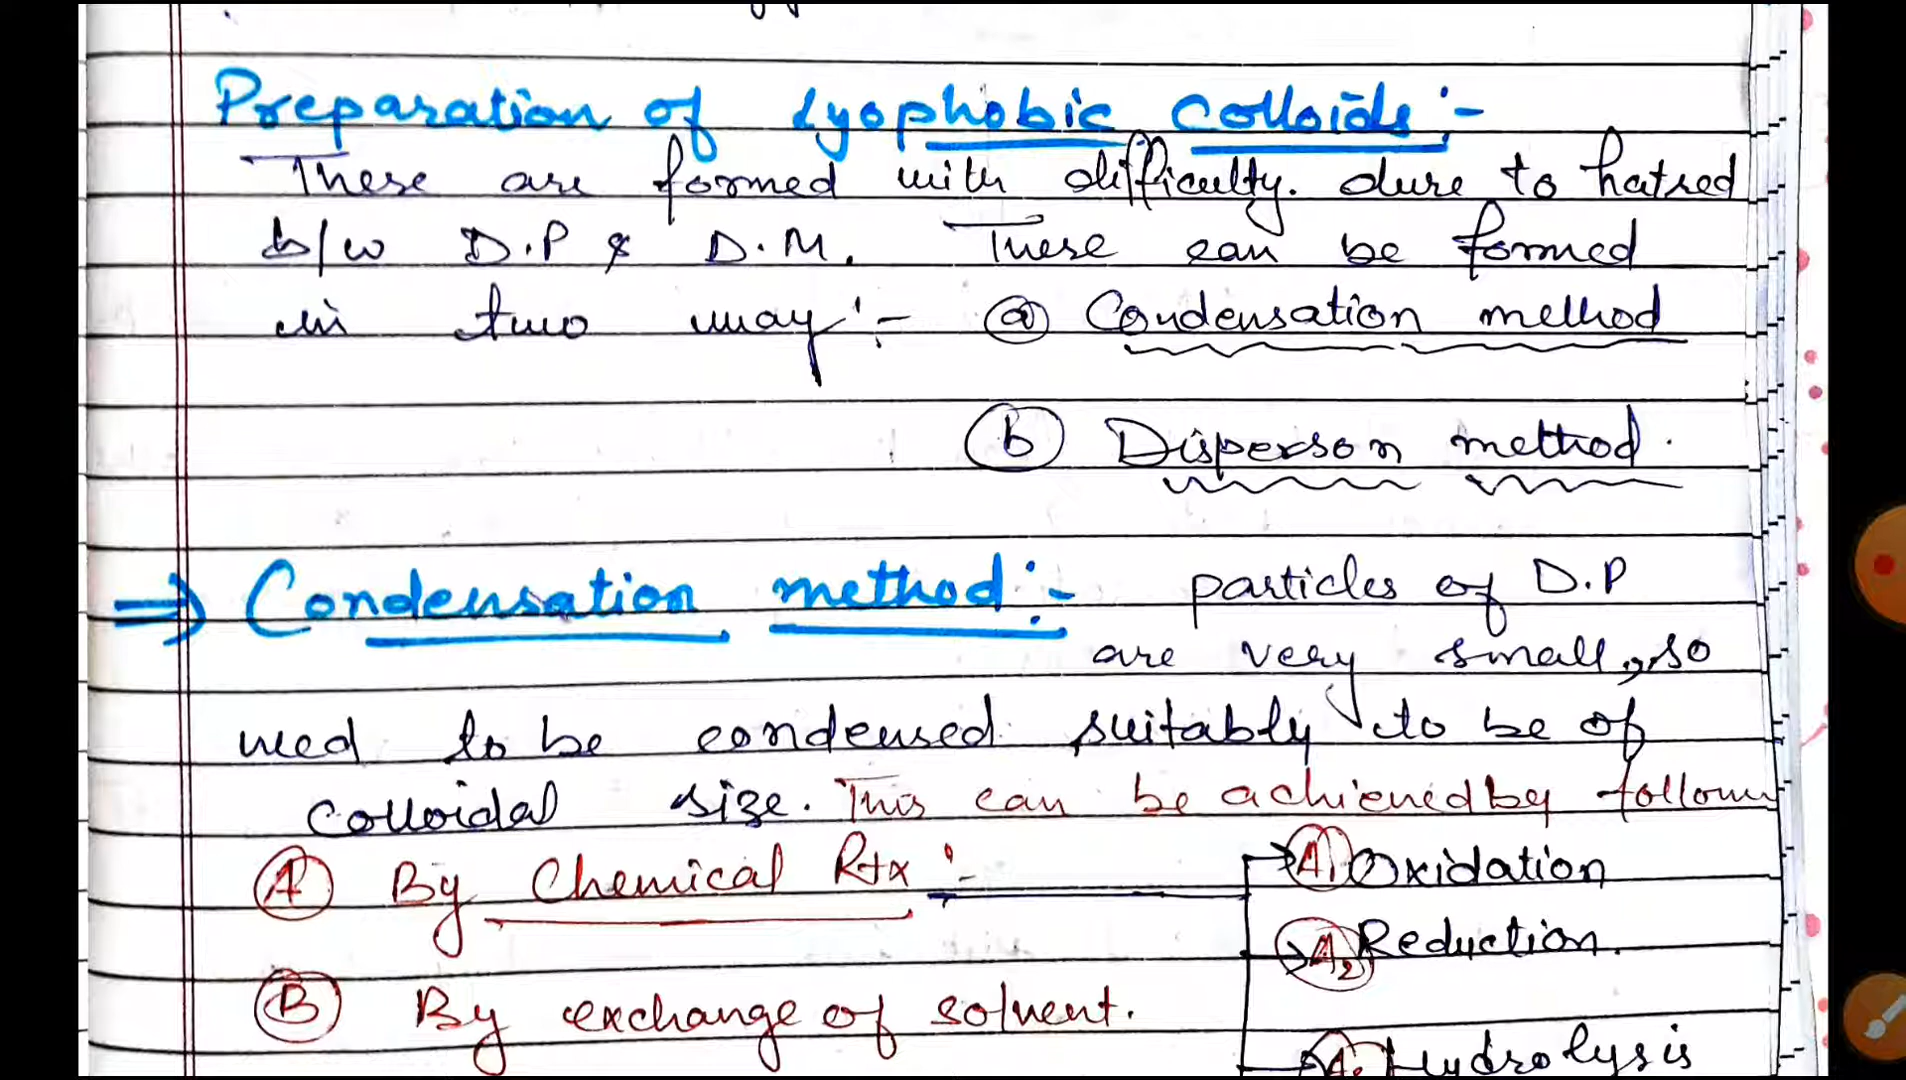 Preparation of Lyophobic Colloids :-
These are formed with difficulty. dure to hatred
b/w D.P & D.M. These can be formed
in two way :- (a) Condensation method
(b) Disperson method.
⇒ Condensation method :- particles of D.P
are very small, so
need to be condensed suitably to be of
colloidal size. This can be achieved by follow
(A) By Chemical Rxn :- → (A1) Oxidation
→ (A2) Reduction.
(B) By exchange of solvent.
→ Hydrolysis